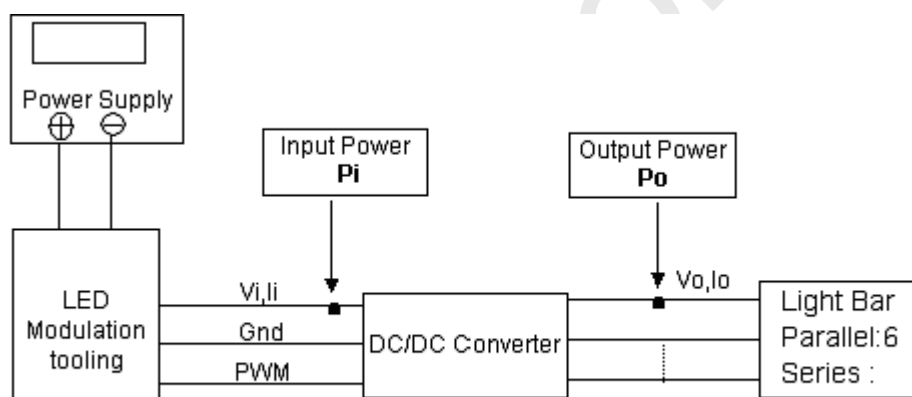 Power Supply
Input Power
Pi
Output Power
Po
LED
Modulation
tooling
Vi,Ii
Gnd
PWM
DC/DC Converter
Vo,Io
Light Bar
Parallel:6
Series :